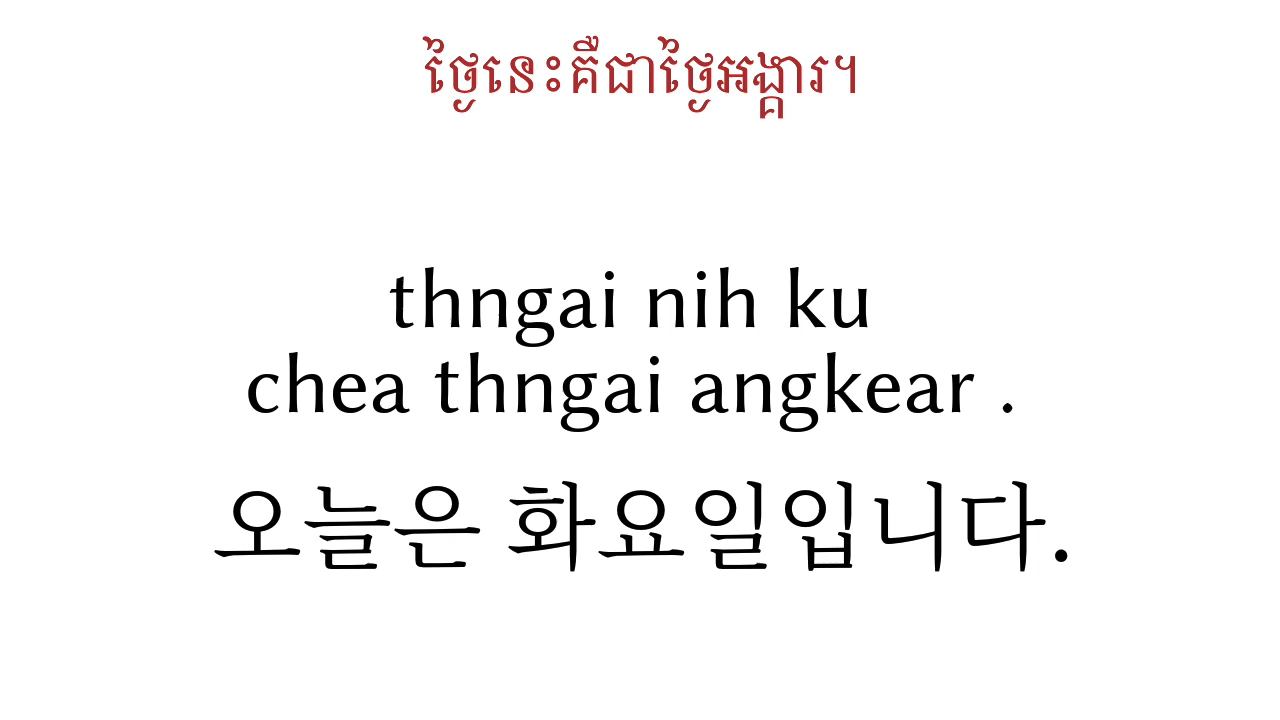 ថ្ងៃនេះគឺជាថ្ងៃអង្គារ។
thngai nih ku
chea thngai angkear .
오늘은 화요일입니다.